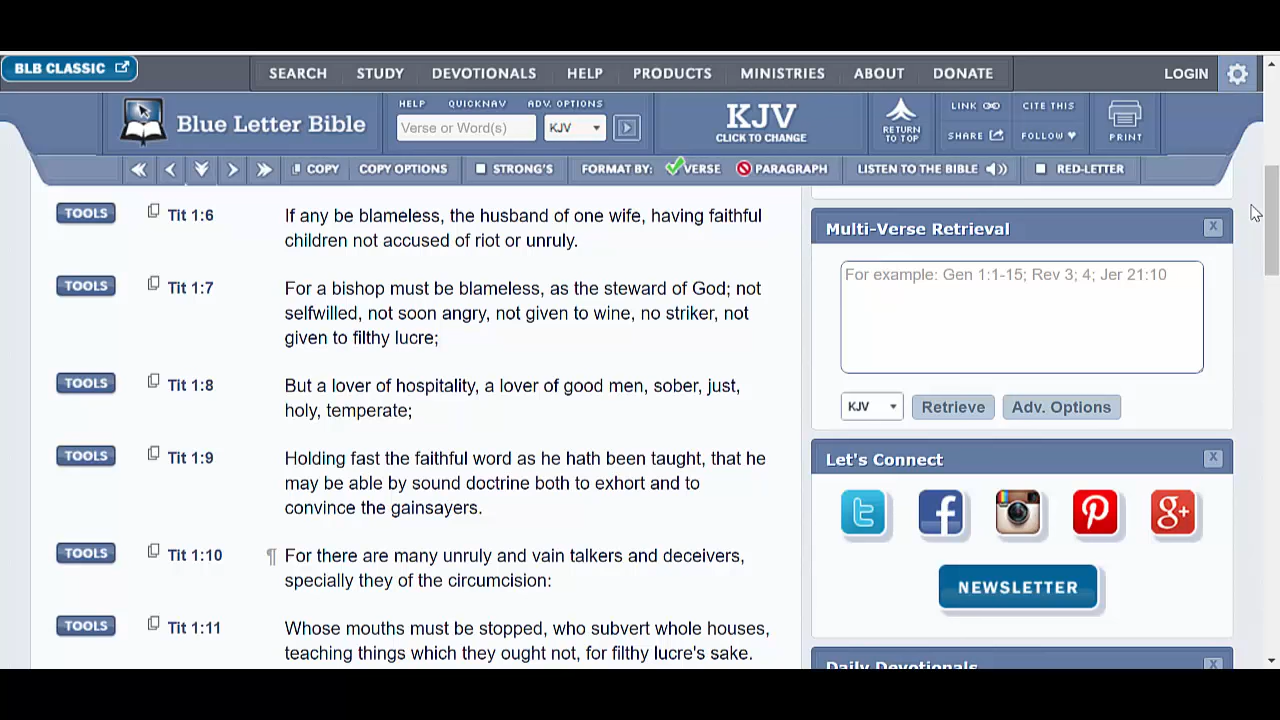 BLB CLASSIC
SEARCH STUDY DEVOTIONALS HELP PRODUCTS MINISTRIES ABOUT DONATE LOGIN
Blue Letter Bible
HELP QUICKNAV ADV. OPTIONS
Verse or Word(s) KJV
KJV
CLICK TO CHANGE
RETURN
TO TOP
LINK CITE THIS
SHARE FOLLOW
PRINT
COPY COPY OPTIONS STRONG'S FORMAT BY: VERSE PARAGRAPH LISTEN TO THE BIBLE RED-LETTER
TOOLS Tit 1:6 If any be blameless, the husband of one wife, having faithful
children not accused of riot or unruly.
TOOLS Tit 1:7 For a bishop must be blameless, as the steward of God; not
selfwilled, not soon angry, not given to wine, no striker, not
given to filthy lucre;
TOOLS Tit 1:8 But a lover of hospitality, a lover of good men, sober, just,
holy, temperate;
TOOLS Tit 1:9 Holding fast the faithful word as he hath been taught, that he
may be able by sound doctrine both to exhort and to
convince the gainsayers.
TOOLS Tit 1:10 ¶ For there are many unruly and vain talkers and deceivers,
specially they of the circumcision:
TOOLS Tit 1:11 Whose mouths must be stopped, who subvert whole houses,
teaching things which they ought not, for filthy lucre's sake.
Multi-Verse Retrieval X
For example: Gen 1:1-15; Rev 3; 4; Jer 21:10
KJV Retrieve Adv. Options
Let's Connect X
NEWSLETTER
Daily Devotionals X